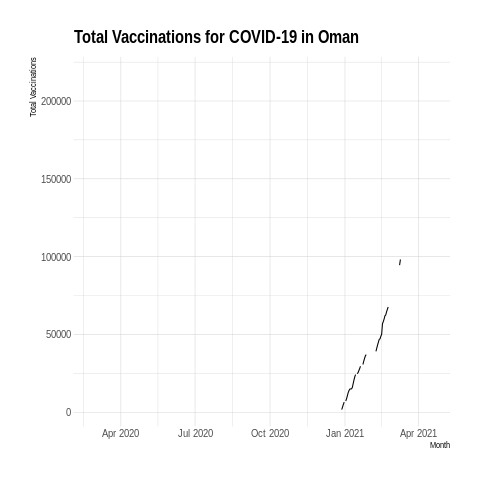 Total Vaccinations for COVID-19 in Oman
Total Vaccinations
200000
150000
100000
50000
0
Apr 2020 Jul 2020 Oct 2020 Jan 2021 Apr 2021
Month